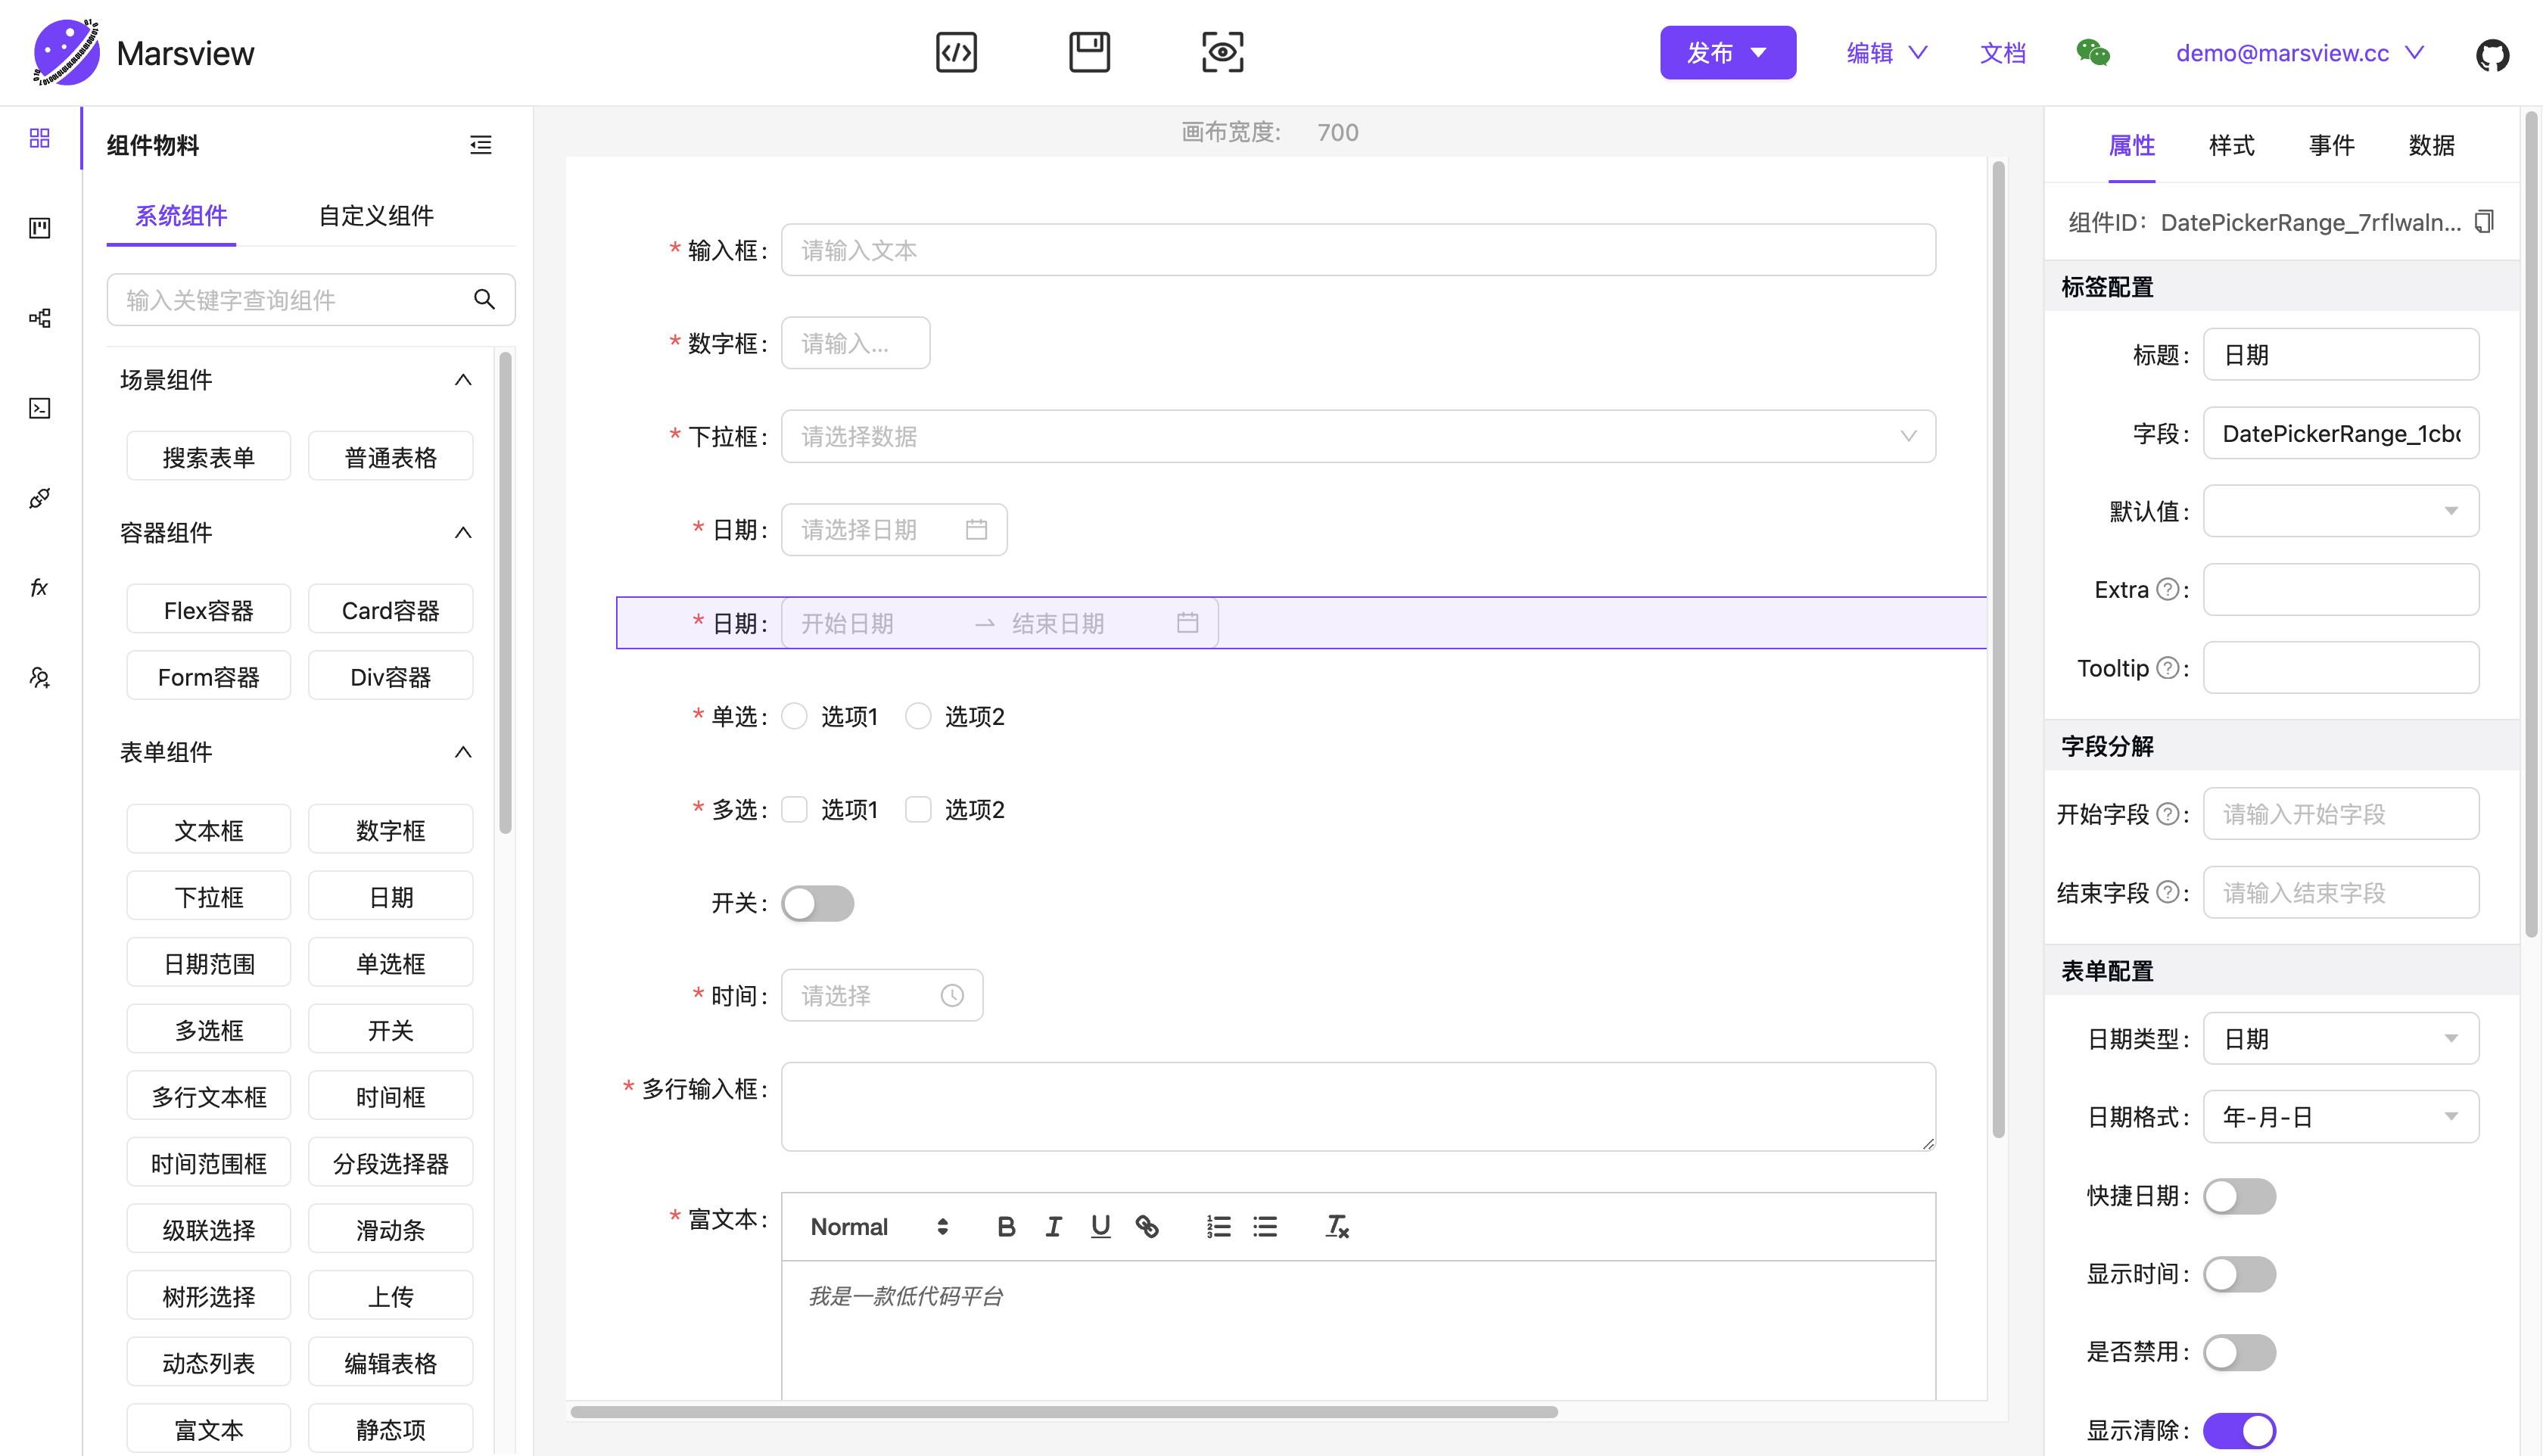 Marsview
</>
发布
编辑
文档
demo@marsview.cc
组件物料
系统组件
自定义组件
输入关键字查询组件
场景组件
搜索表单
普通表格
容器组件
Flex容器
Card容器
Form容器
Div容器
表单组件
文本框
数字框
下拉框
日期
日期范围
单选框
多选框
开关
多行文本框
时间框
时间范围框
分段选择器
级联选择
滑动条
树形选择
上传
动态列表
编辑表格
富文本
静态项
画布宽度: 700
* 输入框: 请输入文本
* 数字框: 请输入...
* 下拉框: 请选择数据
* 日期: 请选择日期
* 日期: 开始日期 → 结束日期
* 单选: 选项1 选项2
* 多选: 选项1 选项2
开关:
* 时间: 请选择
* 多行输入框:
* 富文本: Normal B I U
我是一款低代码平台
属性 样式 事件 数据
组件ID: DatePickerRange_7rflwaln...
标签配置
标题: 日期
字段: DatePickerRange_1cb
默认值:
Extra ?:
Tooltip ?:
字段分解
开始字段 ?: 请输入开始字段
结束字段 ?: 请输入结束字段
表单配置
日期类型: 日期
日期格式: 年-月-日
快捷日期:
显示时间:
是否禁用:
显示清除: